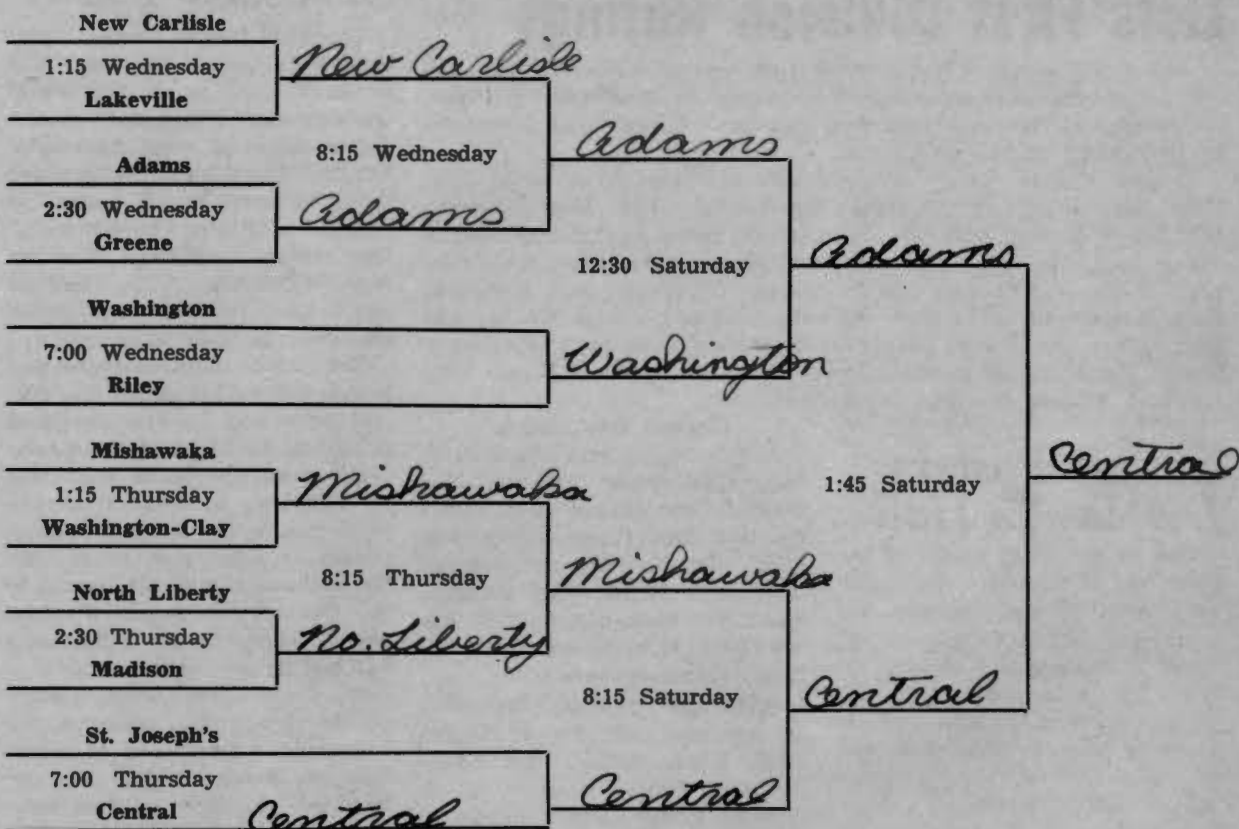 New Carlisle
1:15 Wednesday
Lakeville
New Carlisle
8:15 Wednesday
Adams
Adams
2:30 Wednesday
Greene
Adams
12:30 Saturday
Adams
Washington
7:00 Wednesday
Riley
Washington
Mishawaka
1:15 Thursday
Washington-Clay
Mishawaka
1:45 Saturday
Central
8:15 Thursday
Mishawaka
North Liberty
2:30 Thursday
Madison
No. Liberty
8:15 Saturday
Central
St. Joseph's
7:00 Thursday
Central
Central
Central